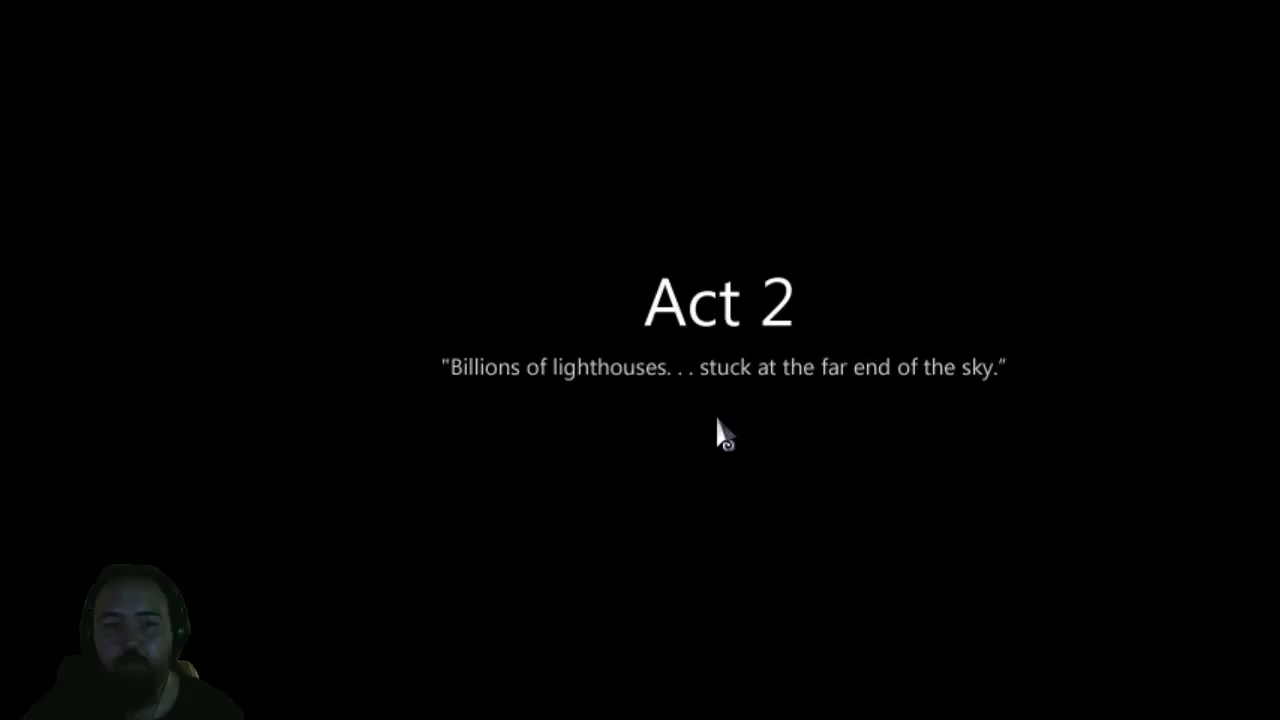 Act 2
"Billions of lighthouses. . . stuck at the far end of the sky.”